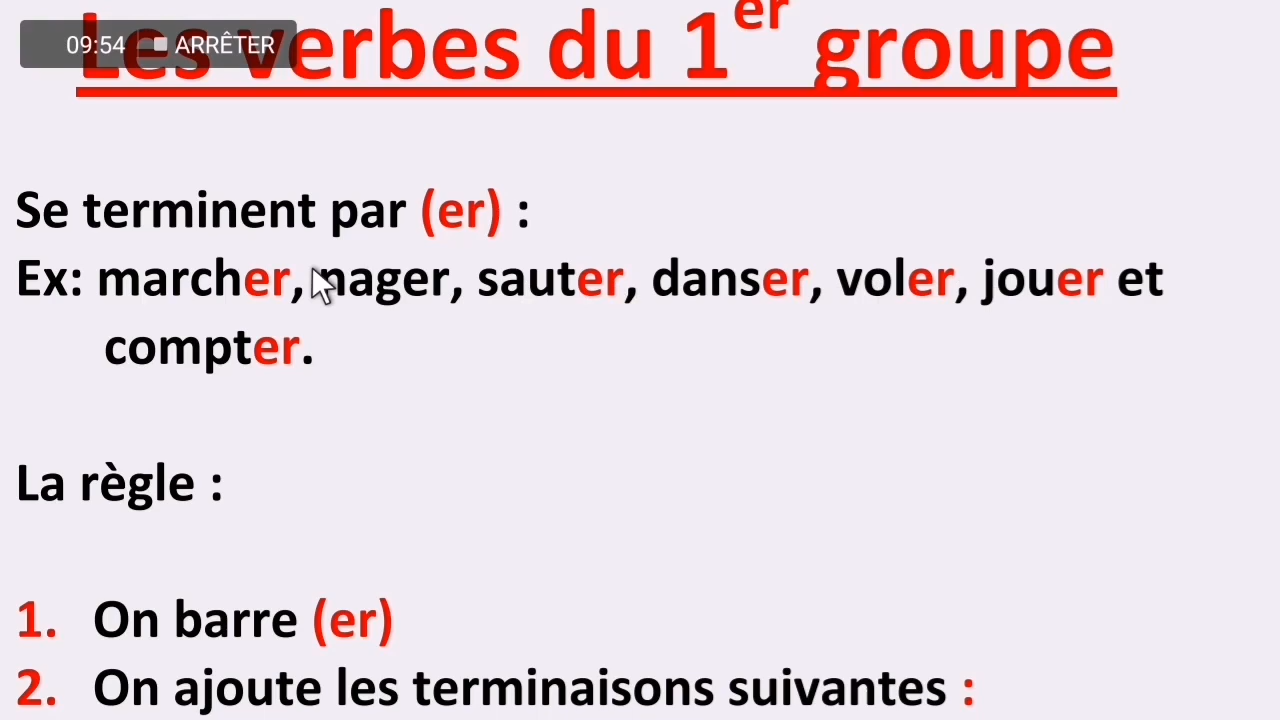 Les verbes du 1er groupe
09:54 ARRÊTER
Se terminent par (er) :
Ex: marcher, nager, sauter, danser, voler, jouer et
compter.
La règle :
1. On barre (er)
2. On ajoute les terminaisons suivantes :